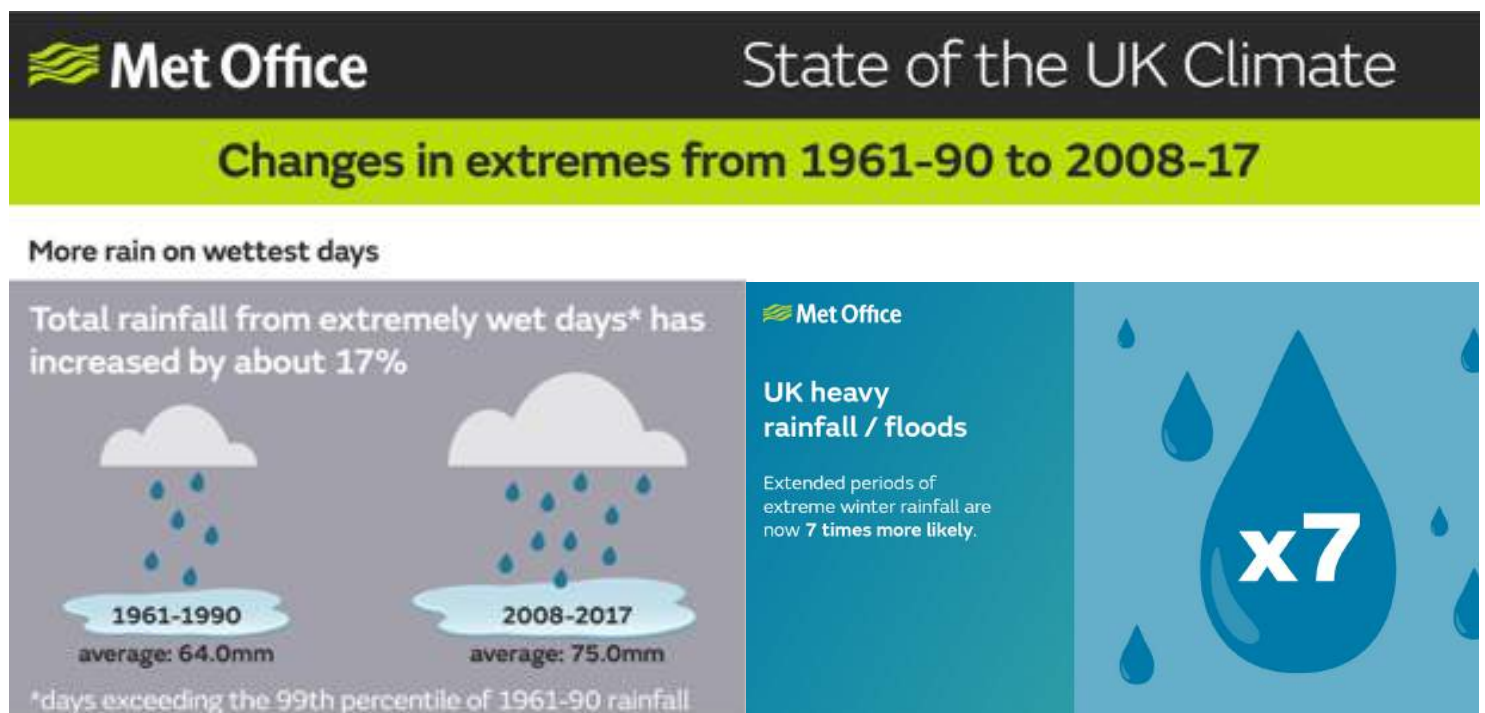 Met Office
State of the UK Climate
Changes in extremes from 1961-90 to 2008-17
More rain on wettest days
Total rainfall from extremely wet days* has
increased by about 17%
1961-1990
average: 64.0mm
2008-2017
average: 75.0mm
*days exceeding the 99th percentile of 1961-90 rainfall
Met Office
UK heavy
rainfall / floods
Extended periods of
extreme winter rainfall are
now 7 times more likely.
x7